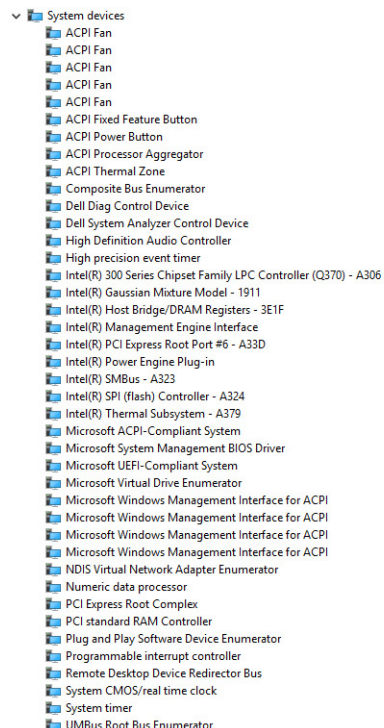 System devices
ACPI Fan
ACPI Fan
ACPI Fan
ACPI Fan
ACPI Fan
ACPI Fixed Feature Button
ACPI Power Button
ACPI Processor Aggregator
ACPI Thermal Zone
Composite Bus Enumerator
Dell Diag Control Device
Dell System Analyzer Control Device
High Definition Audio Controller
High precision event timer
Intel(R) 300 Series Chipset Family LPC Controller (Q370) - A306
Intel(R) Gaussian Mixture Model - 1911
Intel(R) Host Bridge/DRAM Registers - 3E1F
Intel(R) Management Engine Interface
Intel(R) PCI Express Root Port #6 - A33D
Intel(R) Power Engine Plug-in
Intel(R) SMBus - A323
Intel(R) SPI (flash) Controller - A324
Intel(R) Thermal Subsystem - A379
Microsoft ACPI-Compliant System
Microsoft System Management BIOS Driver
Microsoft UEFI-Compliant System
Microsoft Virtual Drive Enumerator
Microsoft Windows Management Interface for ACPI
Microsoft Windows Management Interface for ACPI
Microsoft Windows Management Interface for ACPI
Microsoft Windows Management Interface for ACPI
NDIS Virtual Network Adapter Enumerator
Numeric data processor
PCI Express Root Complex
PCI standard RAM Controller
Plug and Play Software Device Enumerator
Programmable interrupt controller
Remote Desktop Device Redirector Bus
System CMOS/real time clock
System timer
UMBus Root Bus Enumerator